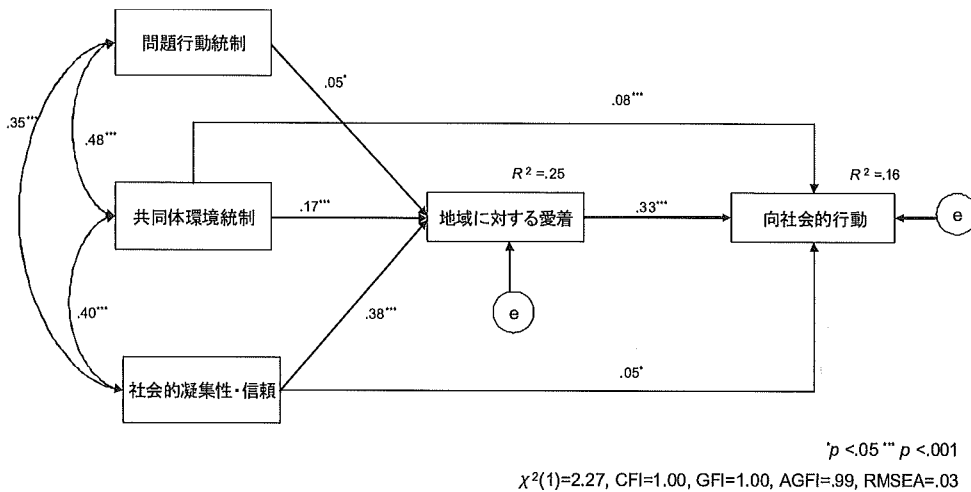 問題行動統制
.05*
.08***
.35***
.48***
R² =.25
R² =.16
共同体環境統制
.17***
地域に対する愛着
.33***
向社会的行動
e
.40***
.38***
e
社会的凝集性・信頼
.05*
*p <.05 *** p <.001
χ²(1)=2.27, CFI=1.00, GFI=1.00, AGFI=.99, RMSEA=.03